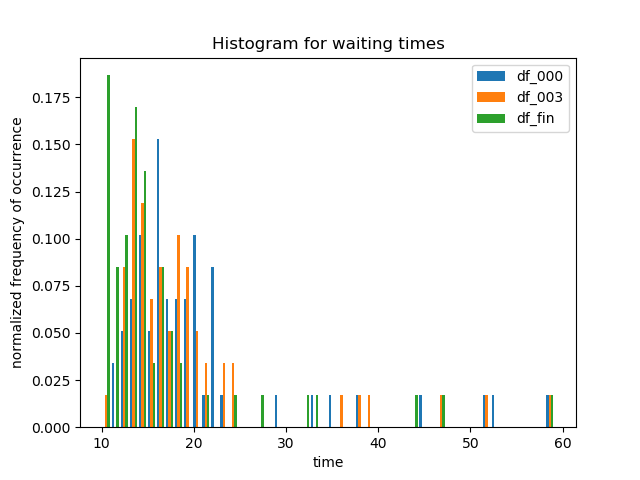 Histogram for waiting times
df_000
df_003
df_fin
normalized frequency of occurrence
0.175
0.150
0.125
0.100
0.075
0.050
0.025
0.000
10 20 30 40 50 60
time